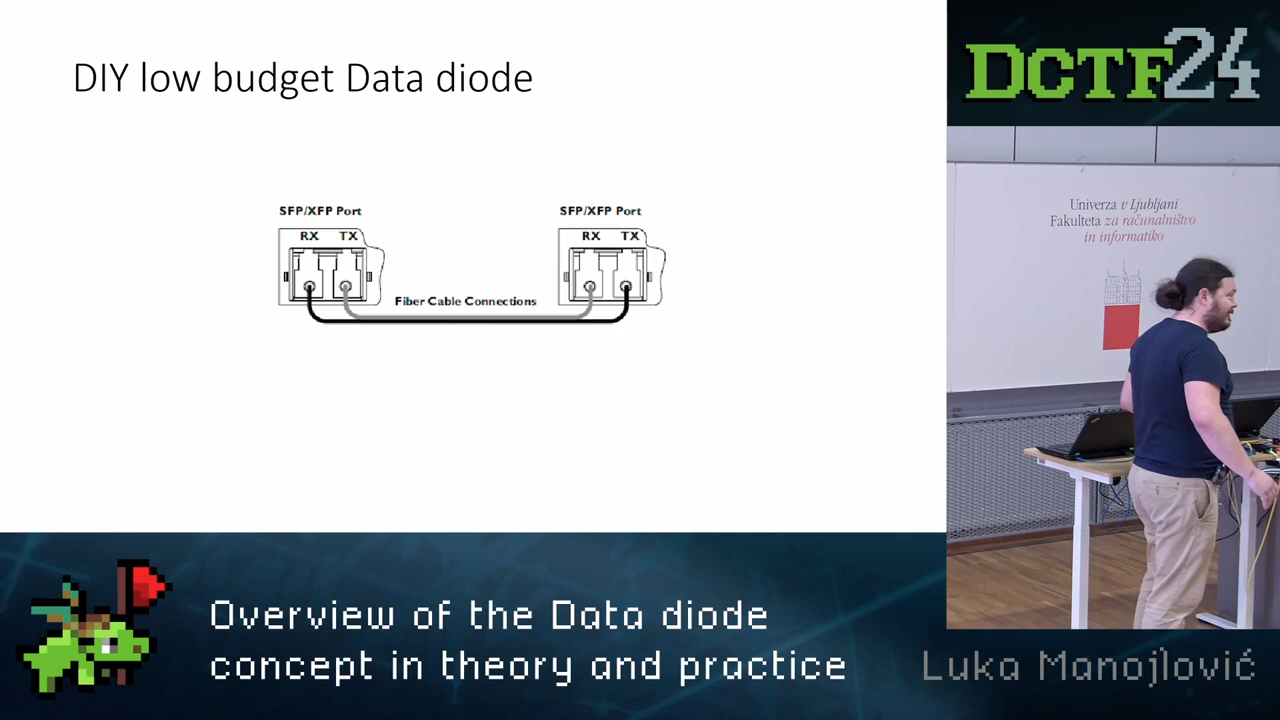 DIY low budget Data diode
SFP/XFP Port
RX TX
SFP/XFP Port
RX TX
Fiber Cable Connections
DCTF24
Univerza v Ljubljani
Fakulteta za računalništvo
in informatiko
Overview of the Data diode
concept in theory and practice
Luka Manojlović